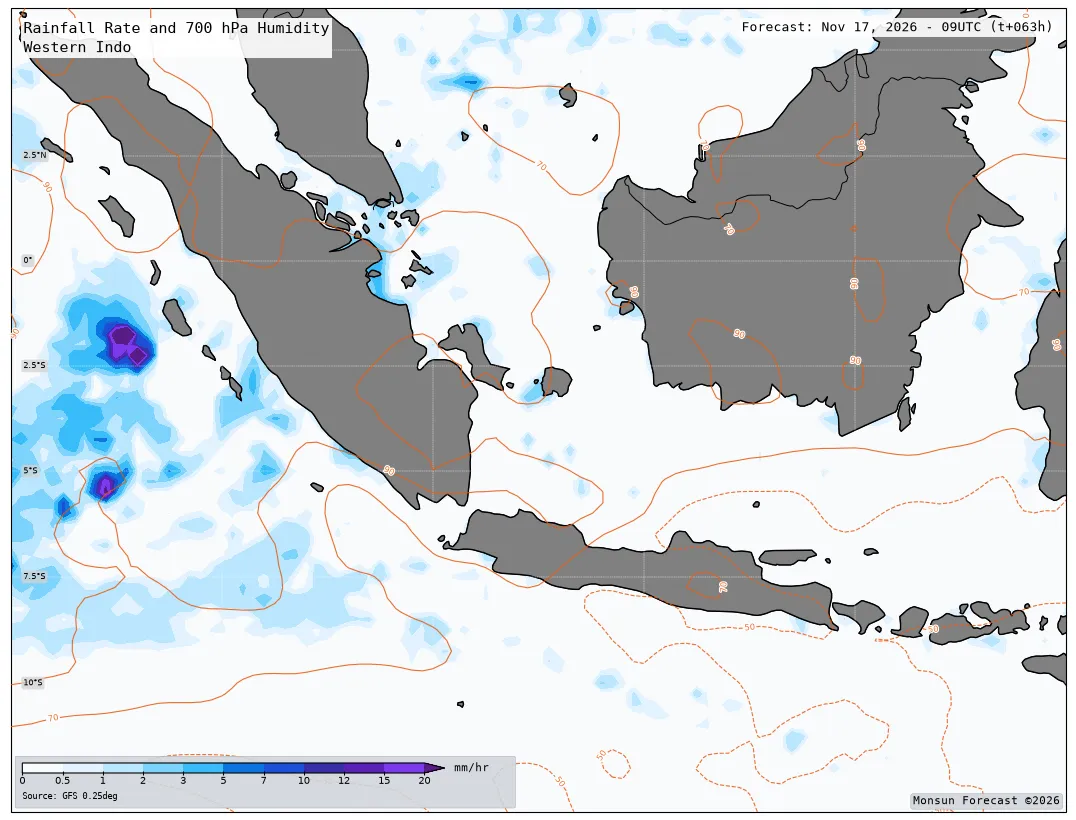 Rainfall Rate and 700 hPa Humidity
Western Indo
Forecast: Nov 17, 2026 - 09UTC (t+063h)
2.5°N
0°
2.5°S
5°S
7.5°S
10°S
90
70
70
90
70
90
90
90
70
90
90
90
90
90
70
50
50
70
50
50
mm/hr
0 0.5 1 2 3 5 7 10 12 15 20
Source: GFS 0.25deg
Monsun Forecast ©2026